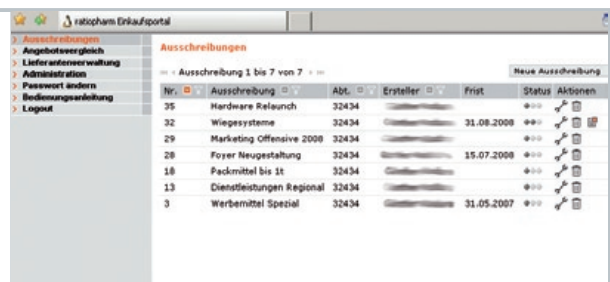 ratiopharm Einkaufsportal
Ausschreibungen
Angebotsvergleich
Lieferantenverwaltung
Administration
Passwort ändern
Bedienungsanleitung
Logout
Ausschreibungen
Ausschreibung 1 bis 7 von 7
Neue Ausschreibung
Nr. Ausschreibung Abt. Ersteller Frist Status Aktionen
35 Hardware Relaunch 32434
32 Wiegesysteme 32434 31.08.2008
29 Marketing Offensive 2008 32434
28 Foyer Neugestaltung 32434 15.07.2008
18 Packmittel bis 1t 32434
13 Dienstleistungen Regional 32434
3 Werbemittel Spezial 32434 31.05.2007